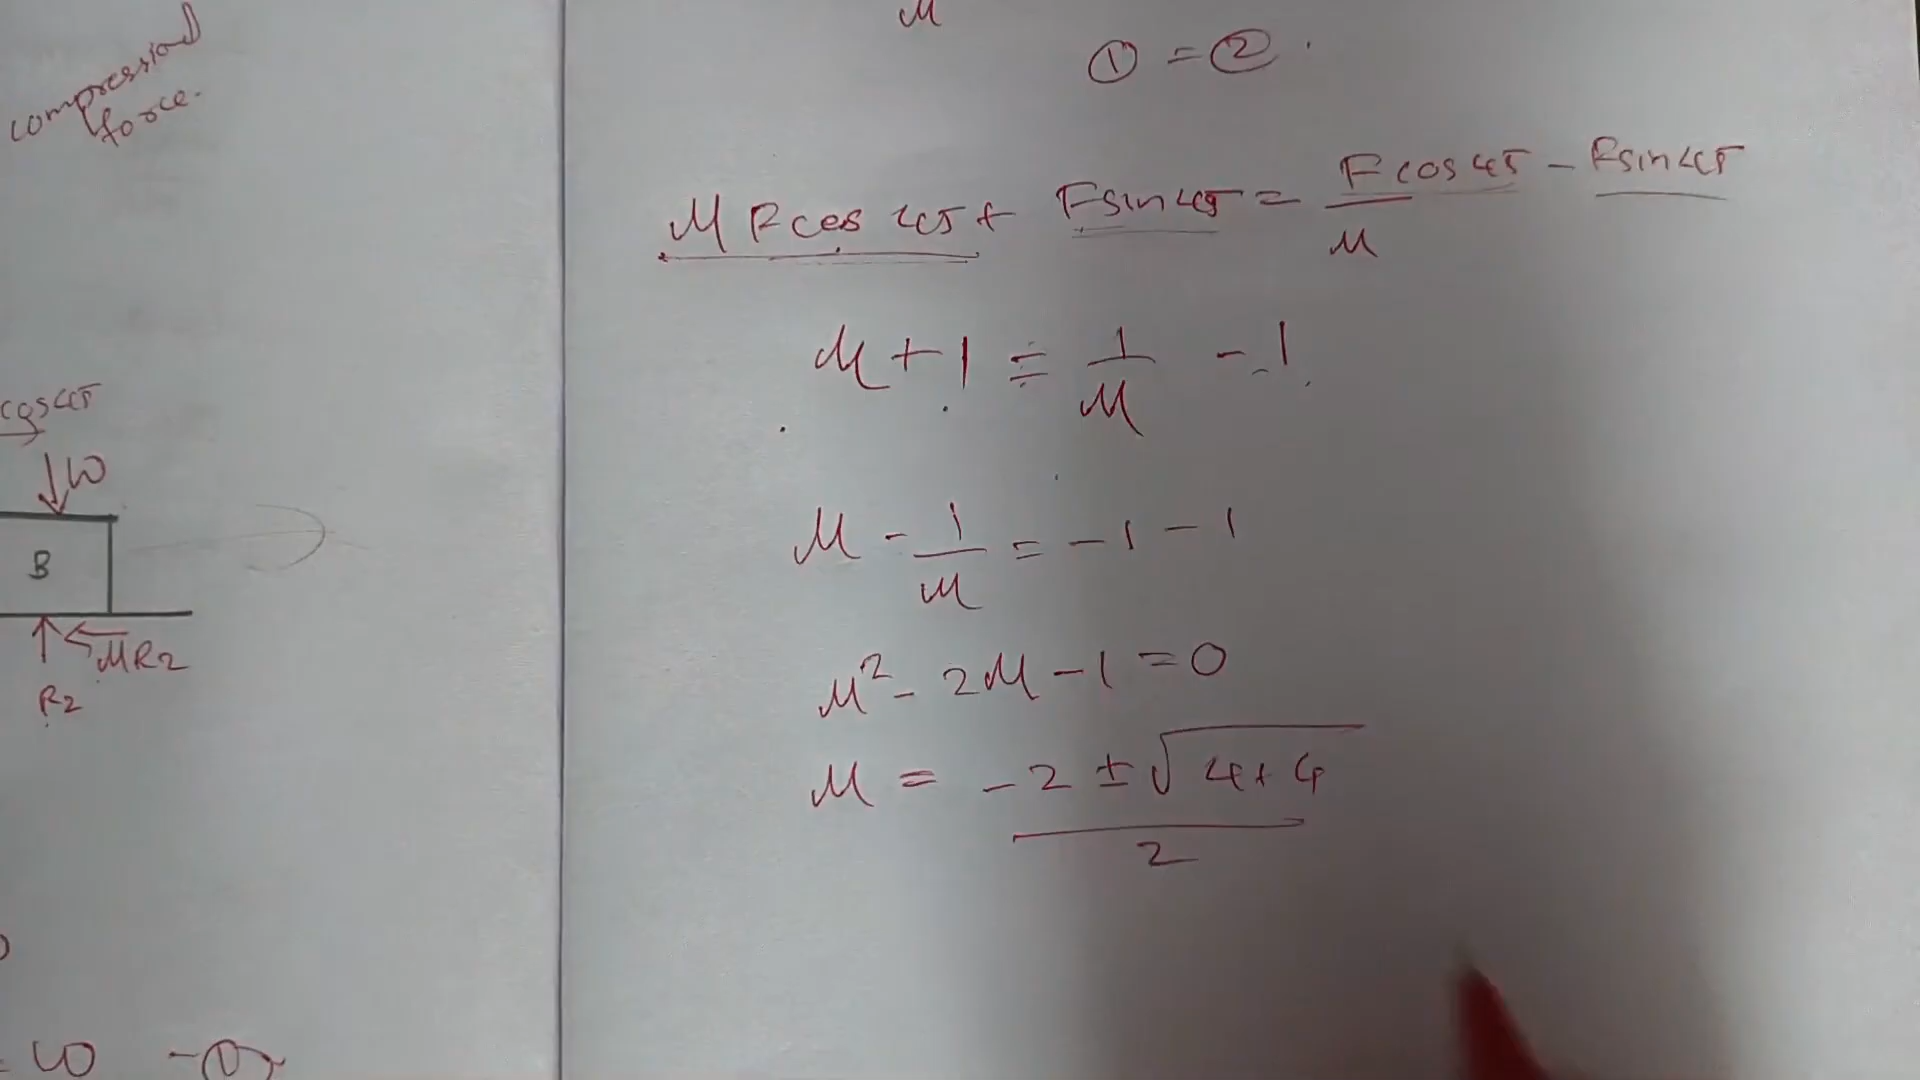 compressional
force.
cos45
↓W
B
↑ ← μR2
R2
= W -①
μ
① = ②.
μ F cos 45 + F sin 45 = F cos 45 / μ - F sin 45
μ + 1 = 1/μ - 1
μ - 1/μ = -1 - 1
μ² - 2μ - 1 = 0
μ = (-2 ± √(4+4)) / 2